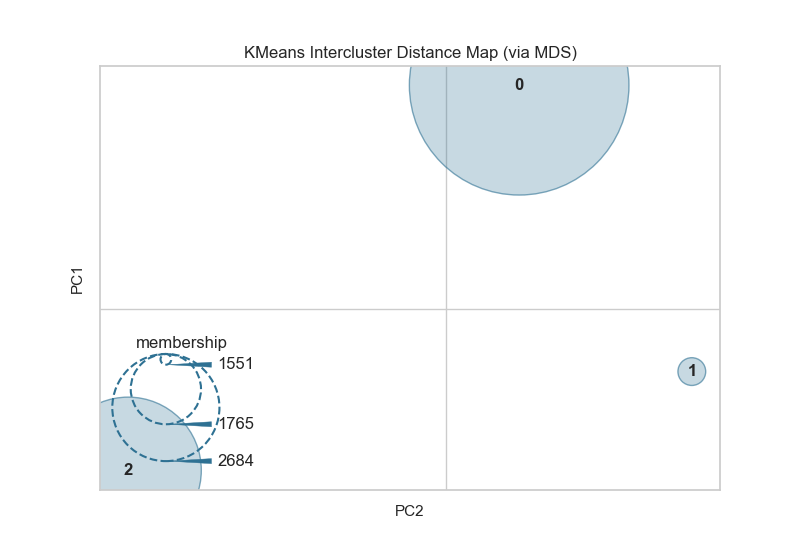 KMeans Intercluster Distance Map (via MDS)
0
PC1
membership
1551
1
1765
2684
2
PC2